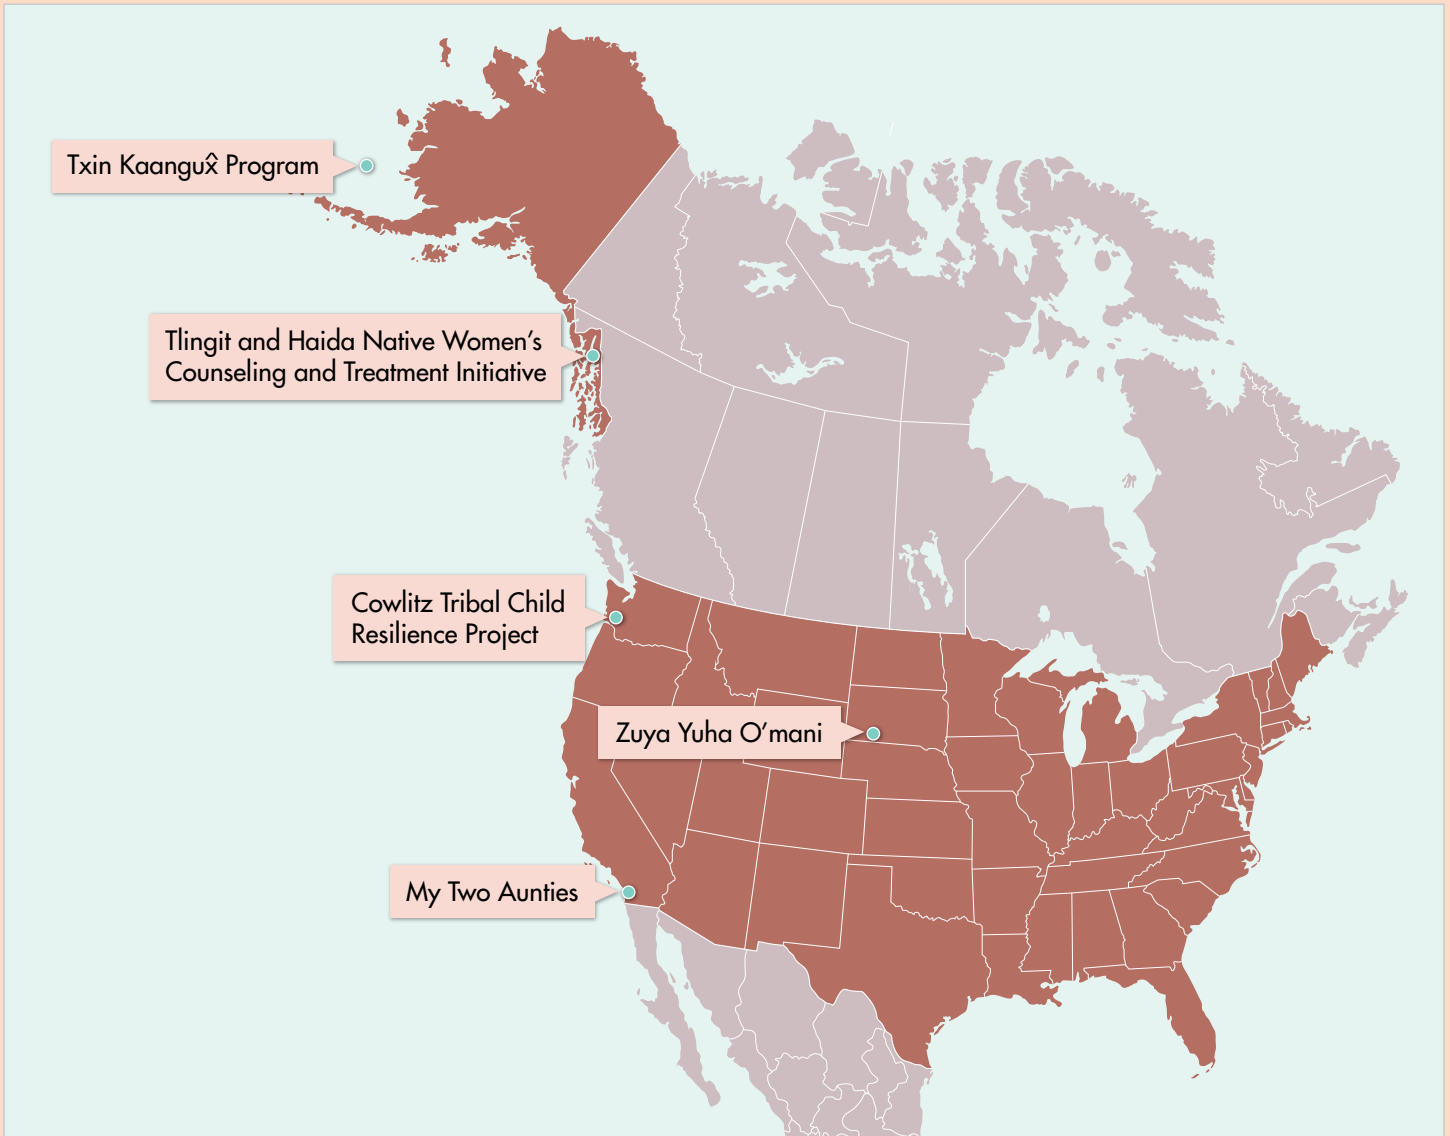 Txin Kaangux̂ Program
Tlingit and Haida Native Women’s
Counseling and Treatment Initiative
Cowlitz Tribal Child
Resilience Project
Zuya Yuha O’mani
My Two Aunties